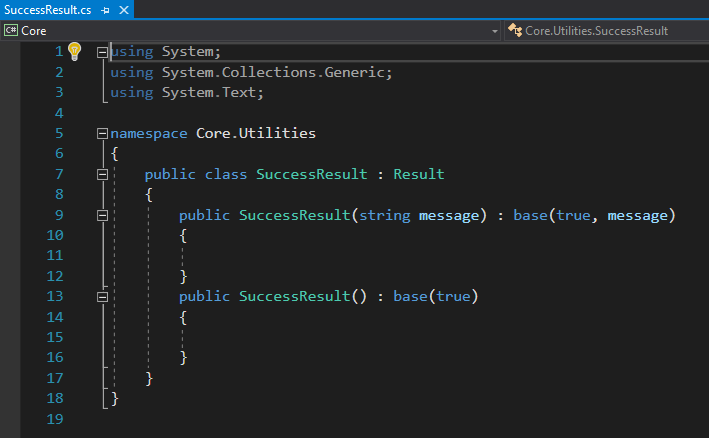 SuccessResult.cs
Core
Core.Utilities.SuccessResult
1 using System;
2 using System.Collections.Generic;
3 using System.Text;
4
5 namespace Core.Utilities
6 {
7 public class SuccessResult : Result
8 {
9 public SuccessResult(string message) : base(true, message)
10 {
11
12 }
13 public SuccessResult() : base(true)
14 {
15
16 }
17 }
18 }
19